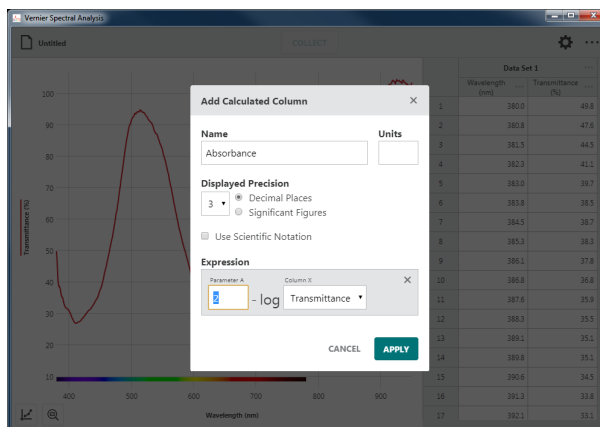 Vernier Spectral Analysis
Untitled
COLLECT
Data Set 1
Wavelength (nm) Transmittance (%)
1 380.0 49.8
2 380.8 47.6
3 381.5 44.5
4 382.3 41.1
5 383.0 39.7
6 383.8 38.5
7 384.5 38.7
8 385.3 38.3
9 386.1 37.8
10 386.8 36.8
11 387.6 35.9
12 388.3 35.5
13 389.1 35.1
14 389.8 35.1
15 390.6 34.5
16 391.3 33.8
17 392.1 33.1
Transmittance (%)
100
90
80
70
60
50
40
30
20
10
400 500 600 700 800 900
Wavelength (nm)
Add Calculated Column
Name Units
Absorbance
Displayed Precision
3 Decimal Places
Significant Figures
Use Scientific Notation
Expression
Parameter A Column X
2 - log Transmittance
CANCEL APPLY